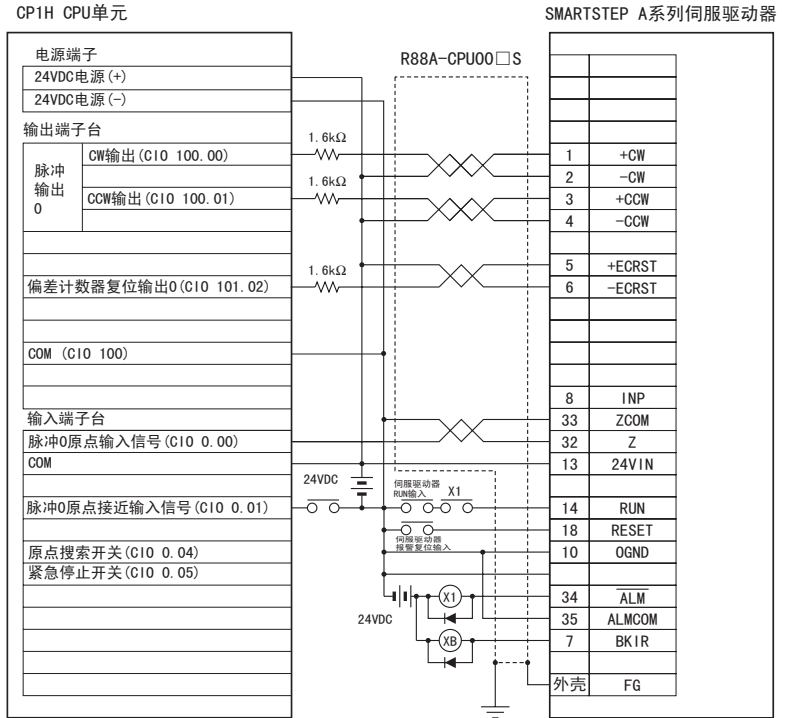 CP1H CPU单元
SMARTSTEP A系列伺服驱动器
R88A-CPU00□S
电源端子
24VDC电源(+)
24VDC电源(-)
输出端子台
脉冲
输出
0
CW输出(CIO 100.00)
CCW输出(CIO 100.01)
偏差计数器复位输出0(CIO 101.02)
COM (CIO 100)
输入端子台
脉冲0原点输入信号(CIO 0.00)
COM
脉冲0原点接近输入信号(CIO 0.01)
原点搜索开关(CIO 0.04)
紧急停止开关(CIO 0.05)
1.6kΩ
1.6kΩ
1.6kΩ
24VDC
伺服驱动器
RUN输入
X1
伺服驱动器
报警复位输入
24VDC
X1
XB
1 +CW
2 -CW
3 +CCW
4 -CCW
5 +ECRST
6 -ECRST
8 INP
33 ZCOM
32 Z
13 24VIN
14 RUN
18 RESET
10 OGND
34 ALM
35 ALMCOM
7 BKIR
外壳 FG